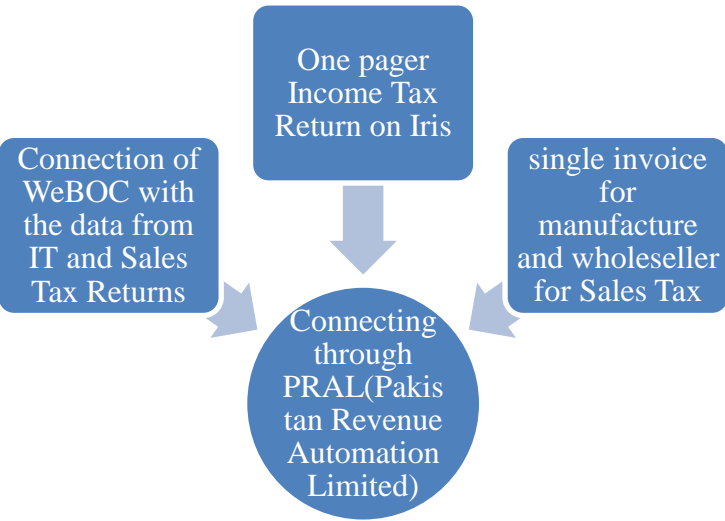 One pager
Income Tax
Return on Iris
Connection of
WeBOC with
the data from
IT and Sales
Tax Returns
single invoice
for
manufacture
and wholeseller
for Sales Tax
Connecting
through
PRAL(Pakis
tan Revenue
Automation
Limited)